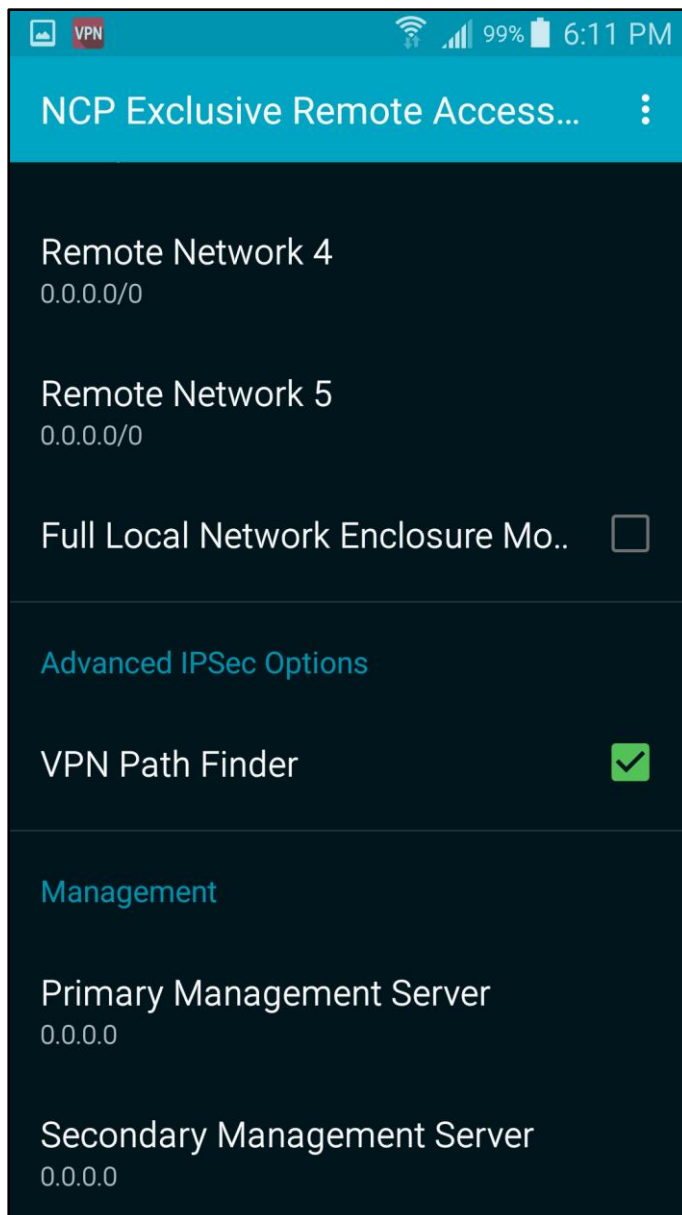 VPN 99% 6:11 PM
NCP Exclusive Remote Access...
Remote Network 4
0.0.0.0/0
Remote Network 5
0.0.0.0/0
Full Local Network Enclosure Mo..
Advanced IPSec Options
VPN Path Finder
Management
Primary Management Server
0.0.0.0
Secondary Management Server
0.0.0.0